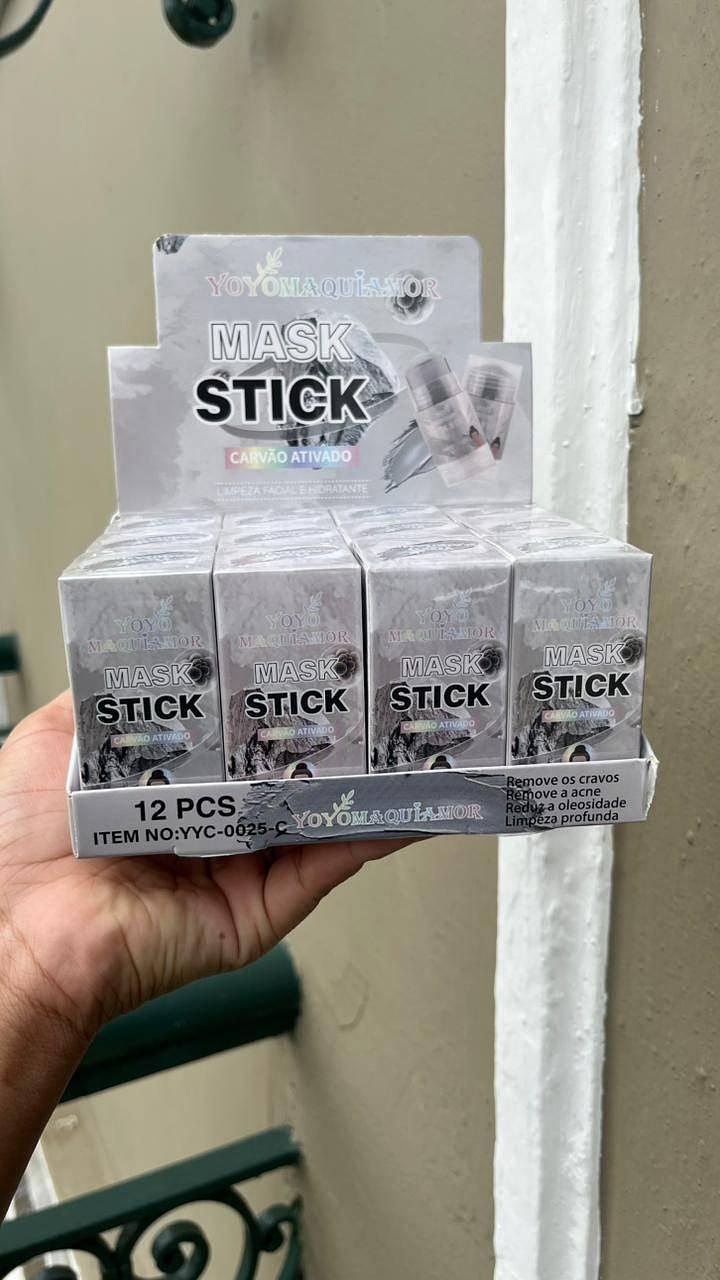 YOYOMAQUIAMOR
MASK
STICK
CARVÃO ATIVADO
LIMPEZA FACIAL E HIDRATANTE
YOYO
MAQUIAMOR
MASK
STICK
CARVÃO ATIVADO
YOYO
MAQUIAMOR
MASK
STICK
CARVÃO ATIVADO
YOYO
MAQUIAMOR
MASK
STICK
CARVÃO ATIVADO
YOYO
MAQUIAMOR
MASK
STICK
CARVÃO ATIVADO
12 PCS
ITEM NO:YYC-0025-C
YOYOMAQUIAMOR
Remove os cravos
Remove a acne
Reduz a oleosidade
Limpeza profunda